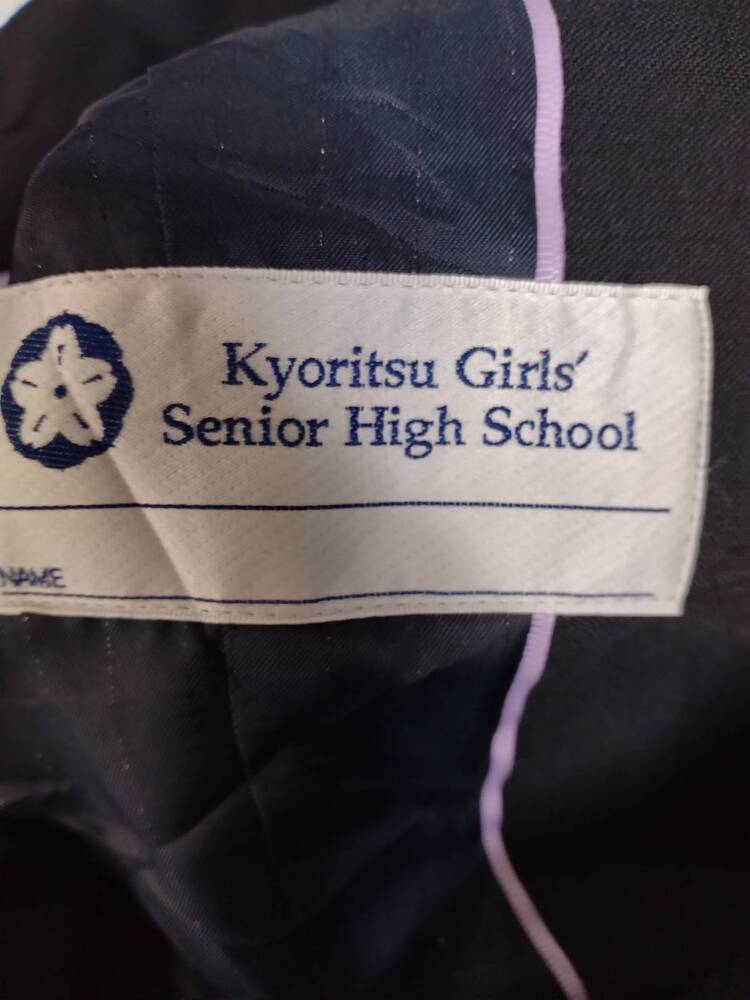 Kyoritsu Girls'
Senior High School
NAME